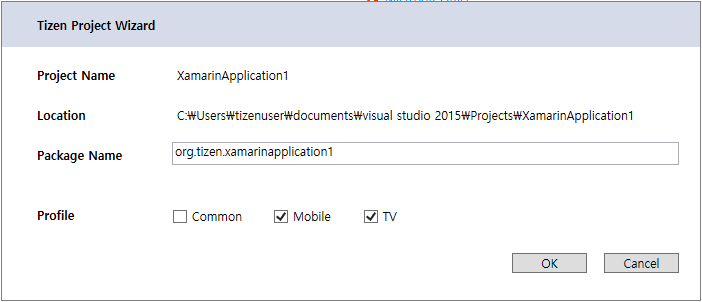 Tizen Project Wizard
Project Name XamarinApplication1
Location C:₩Users₩tizenuser₩documents₩visual studio 2015₩Projects₩XamarinApplication1
Package Name org.tizen.xamarinapplication1
Profile Common Mobile TV
OK Cancel